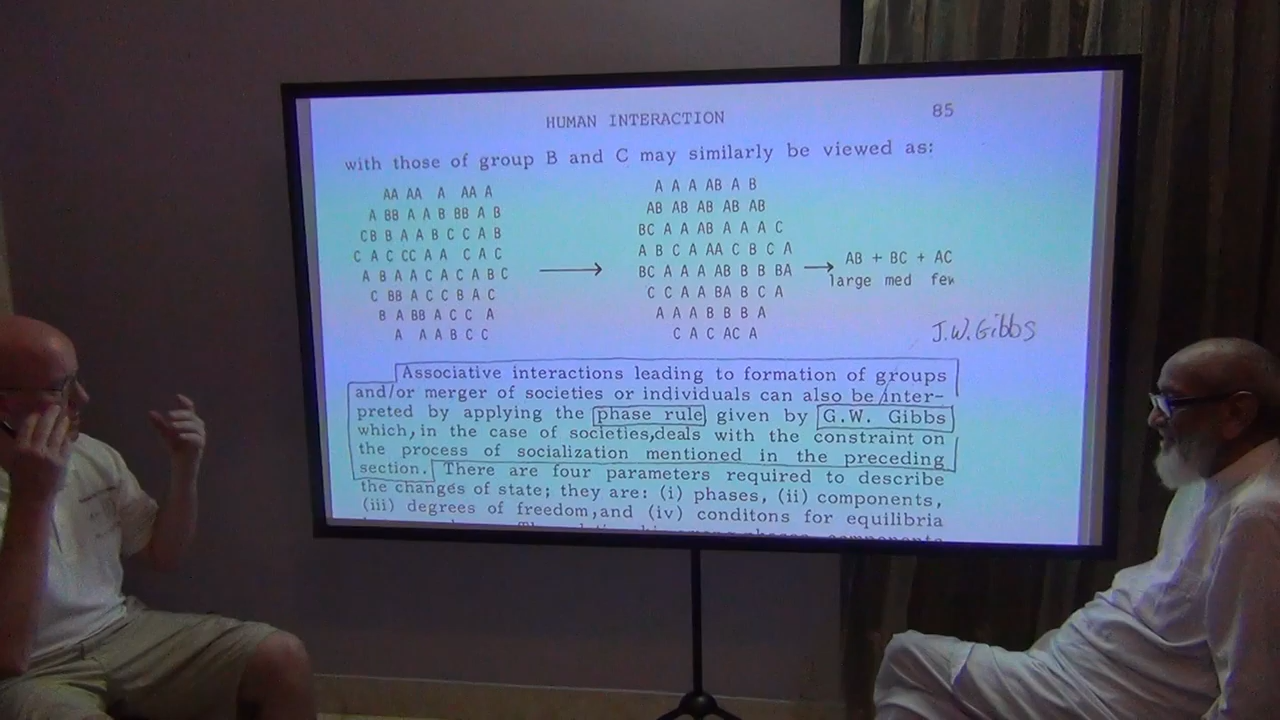 HUMAN INTERACTION 85
with those of group B and C may similarly be viewed as:
AA AA A AA A
A BB A A B BB A B
CB B A A B C C A B
C A C CC A A C A C
A B A A C A C A B C
C BB A C C B A C
B A BB A C C A
A A A B C C
A A A AB A B
AB AB AB AB AB
BC A A AB A A A C
A B C A AA C B C A
BC A A A AB B B BA
C C A A BA B C A
A A A B B B A
C A C AC A
AB + BC + AC
large med few
J.W. Gibbs
Associative interactions leading to formation of groups
and/or merger of societies or individuals can also be inter-
preted by applying the phase rule given by G.W. Gibbs
which, in the case of societies,deals with the constraint on
the process of socialization mentioned in the preceding
section. There are four parameters required to describe
the changes of state; they are: (i) phases, (ii) components,
(iii) degrees of freedom,and (iv) conditons for equilibria